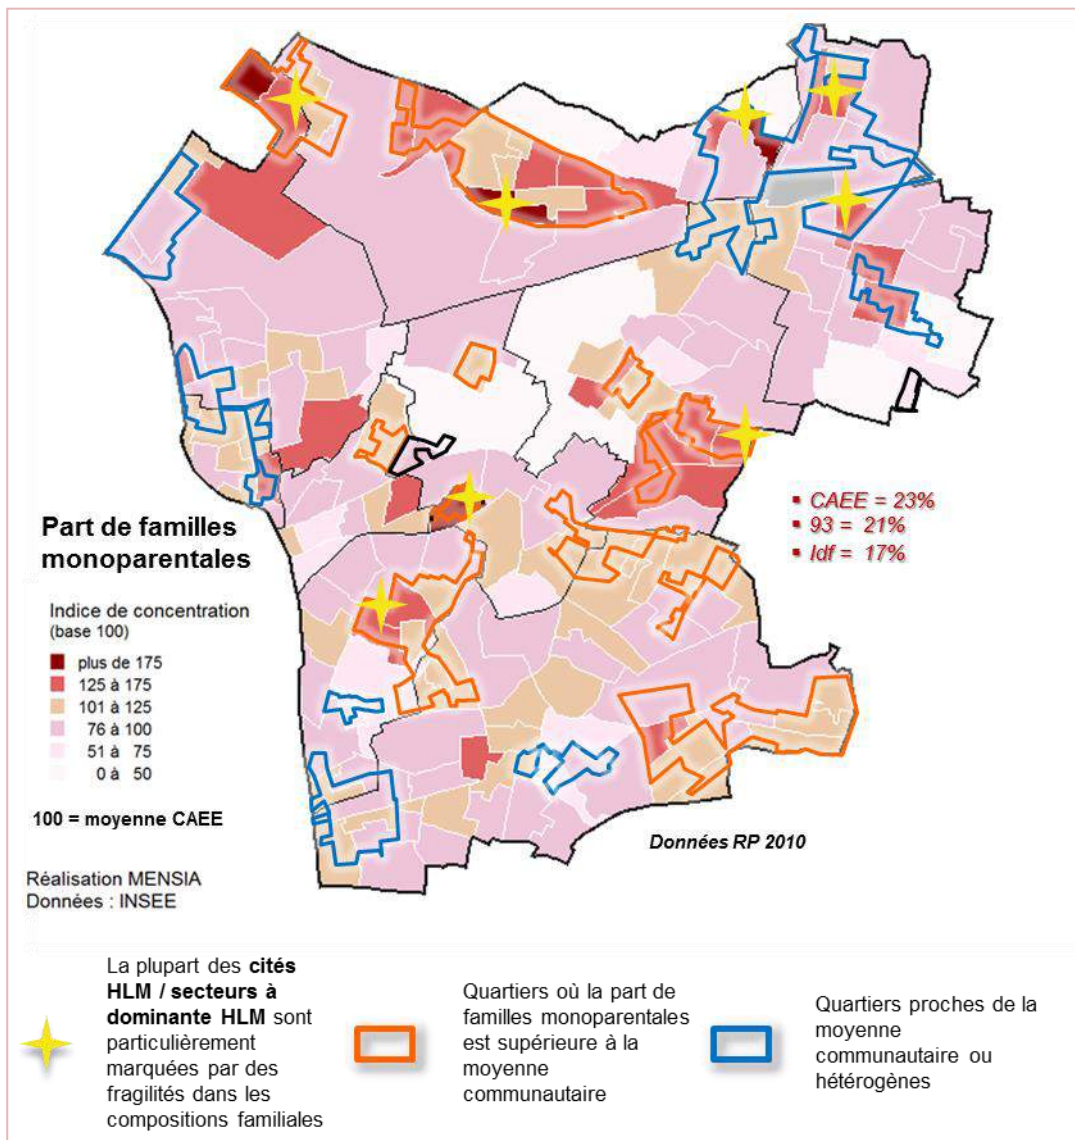 Part de familles
monoparentales
Indice de concentration
(base 100)
plus de 175
125 à 175
101 à 125
76 à 100
51 à 75
0 à 50
100 = moyenne CAEE
Réalisation MENSIA
Données : INSEE
▪ CAEE = 23%
▪ 93 = 21%
▪ Idf = 17%
Données RP 2010
La plupart des cités
HLM / secteurs à
dominante HLM sont
particulièrement
marquées par des
fragilités dans les
compositions familiales
Quartiers où la part de
familles monoparentales
est supérieure à la
moyenne
communautaire
Quartiers proches de la
moyenne
communautaire ou
hétérogènes